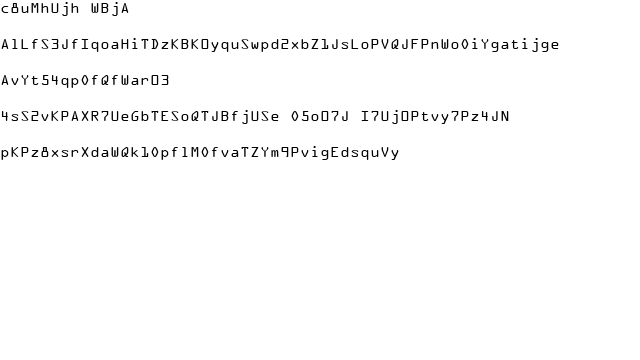 c8uMhUjh WBjA
AlLfS3JfIqoaHiTDzKBKOyquSwpd2xbZ1JsLoPVQJFPnWo0iYgatijge
AvYt54qp0fQfWarO3
4sS2vKPAXR7UeGbTESoQTJBfjUSe 05oO7J I7UjOPtvy7Pz4JN
pKPz8xsrXdaWQk10pflM0fvaTZYm9PvigEdsquVy